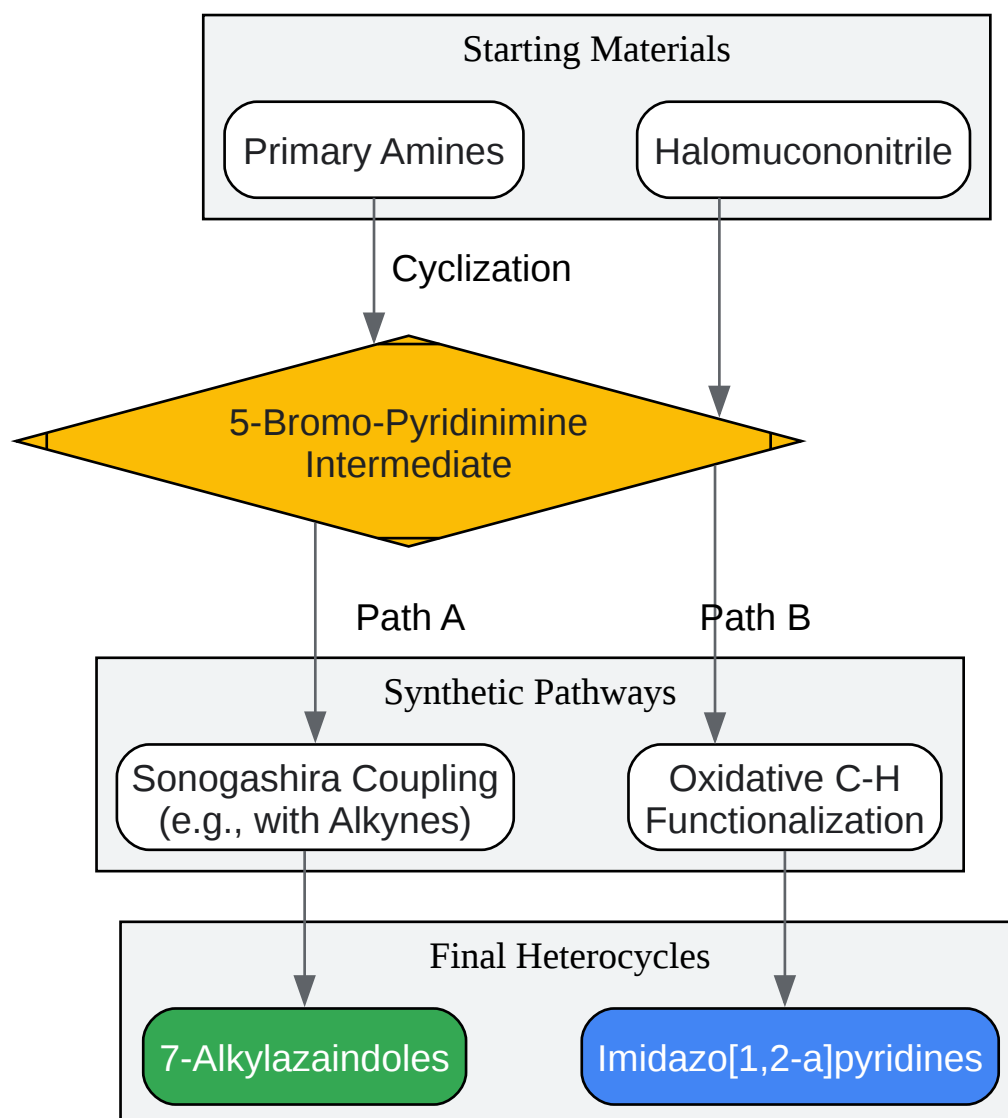 Starting Materials
Primary Amines
Halomucononitrile
Cyclization
5-Bromo-Pyridinimine
Intermediate
Path A
Path B
Synthetic Pathways
Sonogashira Coupling
(e.g., with Alkynes)
Oxidative C-H
Functionalization
Final Heterocycles
7-Alkylazaindoles
Imidazo[1,2-a]pyridines